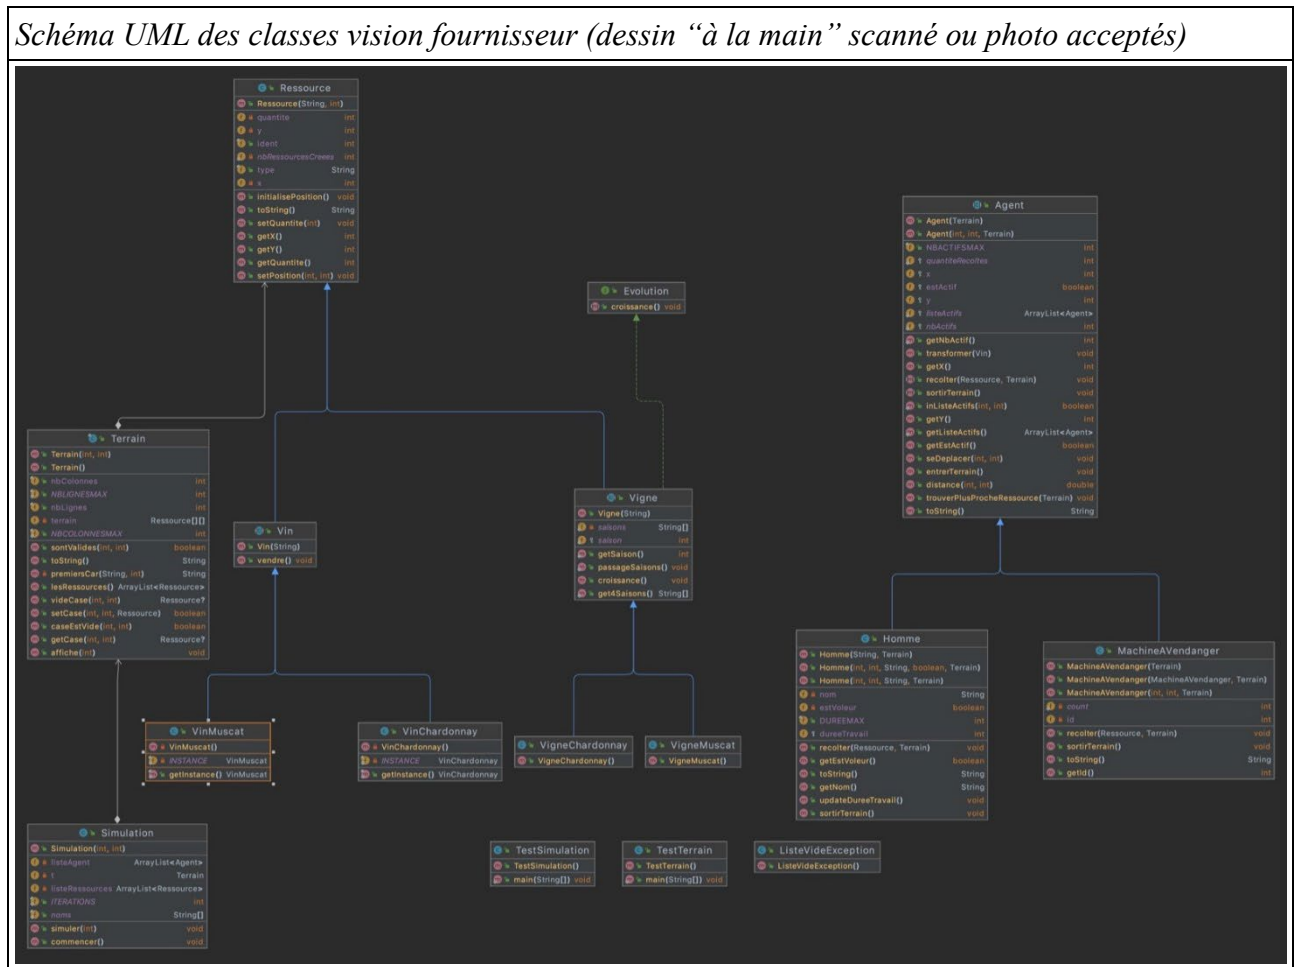 Schéma UML des classes vision fournisseur (dessin “à la main” scanné ou photo acceptés)
Ressource
Ressource(String, int)
quantite int
y int
ident int
nbRessourcesCreees int
type String
x int
initialisePosition() void
toString() String
setQuantite(int) void
getX() int
getY() int
getQuantite() int
setPosition(int, int) void
Evolution
croissance() void
Agent
Agent(Terrain)
Agent(int, int, Terrain)
NBACTIFSMAX int
quantiteRecoltes int
x int
estActif boolean
y int
listeActifs ArrayList<Agent>
nbActifs int
getNbActif() int
transformer(Vin) void
getX() int
recolter(Ressource, Terrain) void
sortirTerrain() void
inListeActifs(int, int) boolean
getY() int
getListeActifs() ArrayList<Agent>
getEstActif() boolean
seDeplacer(int, int) void
entrerTerrain() void
distance(int, int) double
trouverPlusProcheRessource(Terrain) void
toString() String
Terrain
Terrain(int, int)
Terrain()
nbColonnes int
NBLIGNESMAX int
nbLignes int
terrain Ressource[][]
NBCOLONNESMAX int
sontValides(int, int) boolean
toString() String
premiersCar(String, int) String
lesRessources() ArrayList<Ressource>
videCase(int, int) Ressource?
setCase(int, int, Ressource) boolean
caseEstVide(int, int) boolean
getCase(int, int) Ressource?
affiche(int) void
Vin
Vin(String)
vendre() void
Vigne
Vigne(String)
saisons String[]
saison int
getSaison() int
passageSaisons() void
croissance() void
get4Saisons() String[]
Homme
Homme(String, Terrain)
Homme(int, int, String, boolean, Terrain)
Homme(int, int, String, Terrain)
nom String
estVoleur boolean
DUREEMAX int
dureeTravail int
recolter(Ressource, Terrain) void
getEstVoleur() boolean
toString() String
getNom() String
updateDureeTravail() void
sortirTerrain() void
MachineAVendanger
MachineAVendanger(Terrain)
MachineAVendanger(MachineAVendanger, Terrain)
MachineAVendanger(int, int, Terrain)
count int
id int
recolter(Ressource, Terrain) void
sortirTerrain() void
toString() String
getId() int
VinMuscat
VinMuscat()
INSTANCE VinMuscat
getInstance() VinMuscat
VinChardonnay
VinChardonnay()
INSTANCE VinChardonnay
getInstance() VinChardonnay
VigneChardonnay
VigneChardonnay()
VigneMuscat
VigneMuscat()
Simulation
Simulation(int, int)
listeAgent ArrayList<Agent>
t Terrain
listeRessources ArrayList<Ressource>
ITERATIONS int
noms String[]
simuler(int) void
commencer() void
TestSimulation
TestSimulation()
main(String[]) void
TestTerrain
TestTerrain()
main(String[]) void
ListeVideException
ListeVideException()